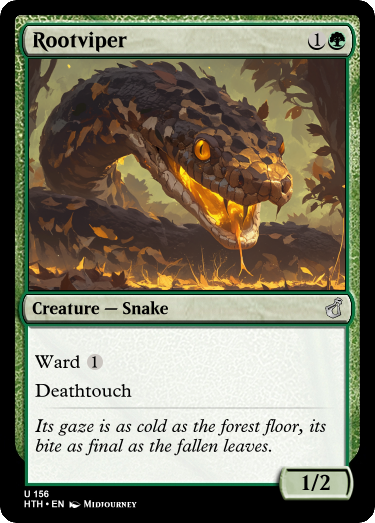 Rootviper 1
Creature — Snake
Ward 1
Deathtouch
Its gaze is as cold as the forest floor, its
bite as final as the fallen leaves.
1/2
U 156
HTH • EN Midjourney